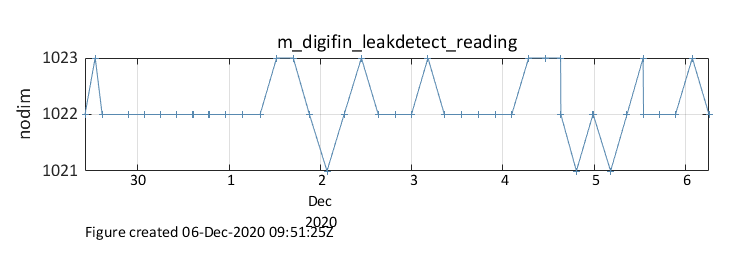 m_digifin_leakdetect_reading
1023
1022
1021
nodim
30 1 2 3 4 5 6
Dec
2020
Figure created 06-Dec-2020 09:51:25Z